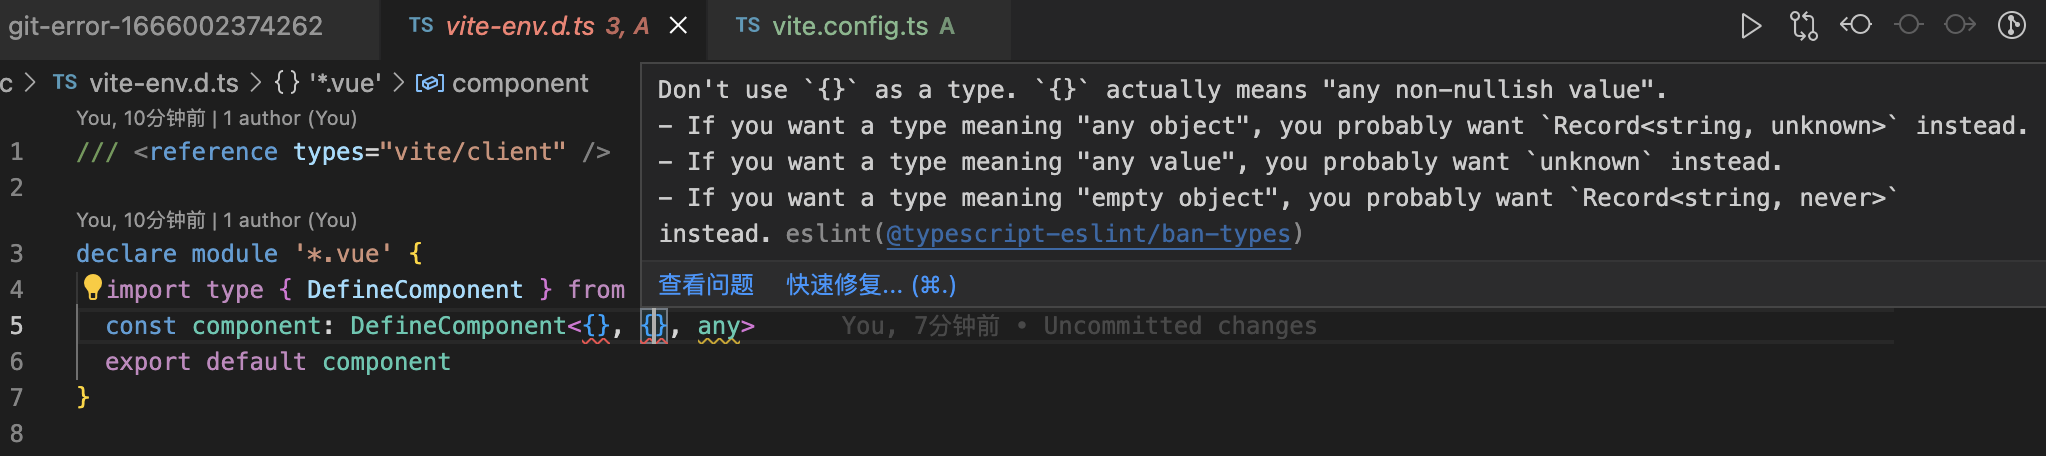 git-error-1666002374262
TS vite-env.d.ts 3, A
TS vite.config.ts A
c > TS vite-env.d.ts > {} '*.vue' > component
You, 10分钟前 | 1 author (You)
1 /// <reference types="vite/client" />
2
You, 10分钟前 | 1 author (You)
3 declare module '*.vue' {
4 import type { DefineComponent } from
5 const component: DefineComponent<{}, {}, any> You, 7分钟前 • Uncommitted changes
6 export default component
7 }
8
Don't use `{}` as a type. `{}` actually means "any non-nullish value".
- If you want a type meaning "any object", you probably want `Record<string, unknown>` instead.
- If you want a type meaning "any value", you probably want `unknown` instead.
- If you want a type meaning "empty object", you probably want `Record<string, never>`
instead. eslint(@typescript-eslint/ban-types)
查看问题 快速修复... (⌘.)